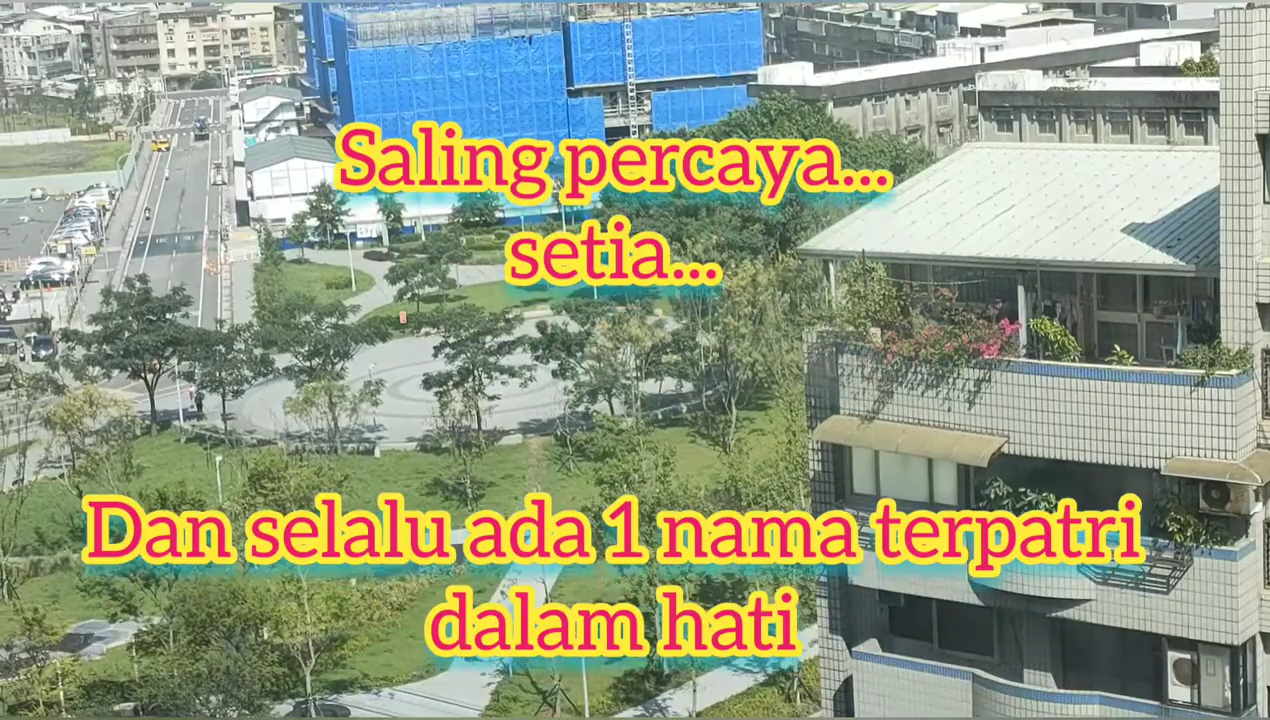 Saling percaya...
setia...
Dan selalu ada 1 nama terpatri
dalam hati